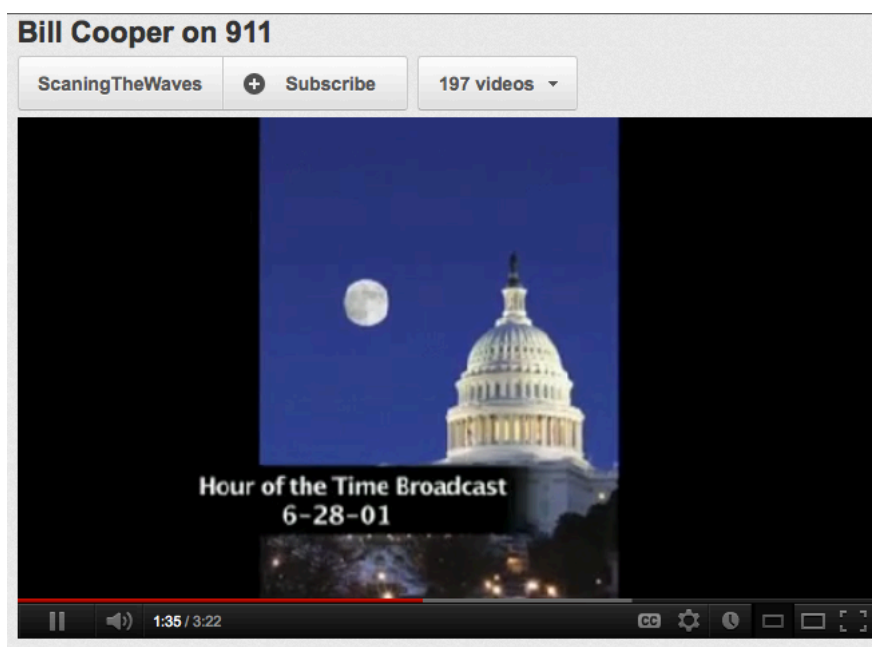 Bill Cooper on 911
ScaningTheWaves Subscribe 197 videos
Hour of the Time Broadcast
6-28-01
1:35 / 3:22 CC